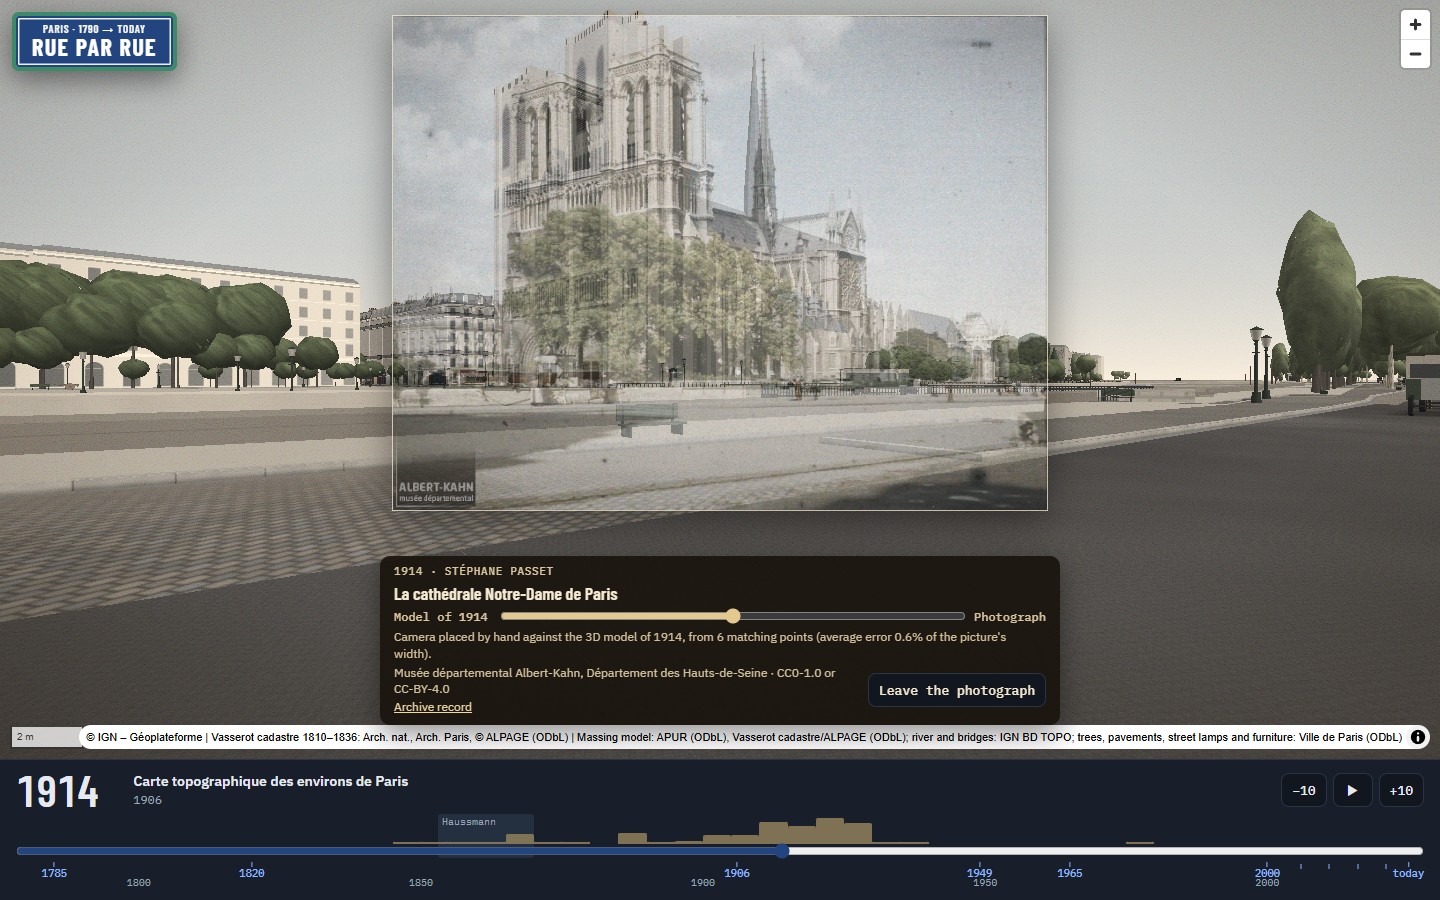 PARIS · 1790 → TODAY
RUE PAR RUE
+
−
ALBERT-KAHN
musée départemental
1914 · STÉPHANE PASSET
La cathédrale Notre-Dame de Paris
Model of 1914
Photograph
Camera placed by hand against the 3D model of 1914, from 6 matching points (average error 0.6% of the picture's
width).
Musée départemental Albert-Kahn, Département des Hauts-de-Seine · CC0-1.0 or
CC-BY-4.0
Archive record
Leave the photograph
2 m
© IGN – Géoplateforme | Vasserot cadastre 1810–1836: Arch. nat., Arch. Paris, © ALPAGE (ODbL) | Massing model: APUR (ODbL), Vasserot cadastre/ALPAGE (ODbL); river and bridges: IGN BD TOPO; trees, pavements, street lamps and furniture: Ville de Paris (ODbL)
1914
Carte topographique des environs de Paris
1906
−10
+10
Haussmann
1785 1820 1906 1949 1965 2000 today
1800 1850 1900 1950 2000